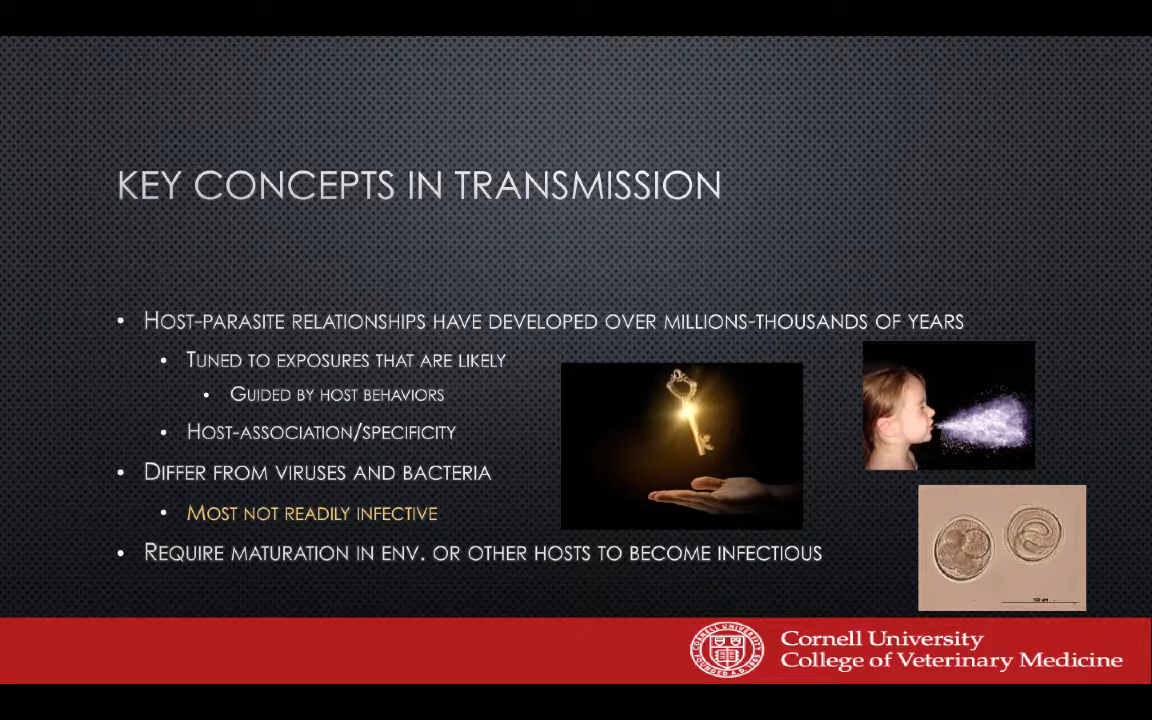 KEY CONCEPTS IN TRANSMISSION
• HOST-PARASITE RELATIONSHIPS HAVE DEVELOPED OVER MILLIONS-THOUSANDS OF YEARS
• TUNED TO EXPOSURES THAT ARE LIKELY
• GUIDED BY HOST BEHAVIORS
• HOST-ASSOCIATION/SPECIFICITY
• DIFFER FROM VIRUSES AND BACTERIA
• MOST NOT READILY INFECTIVE
• REQUIRE MATURATION IN ENV. OR OTHER HOSTS TO BECOME INFECTIOUS
Cornell University
College of Veterinary Medicine